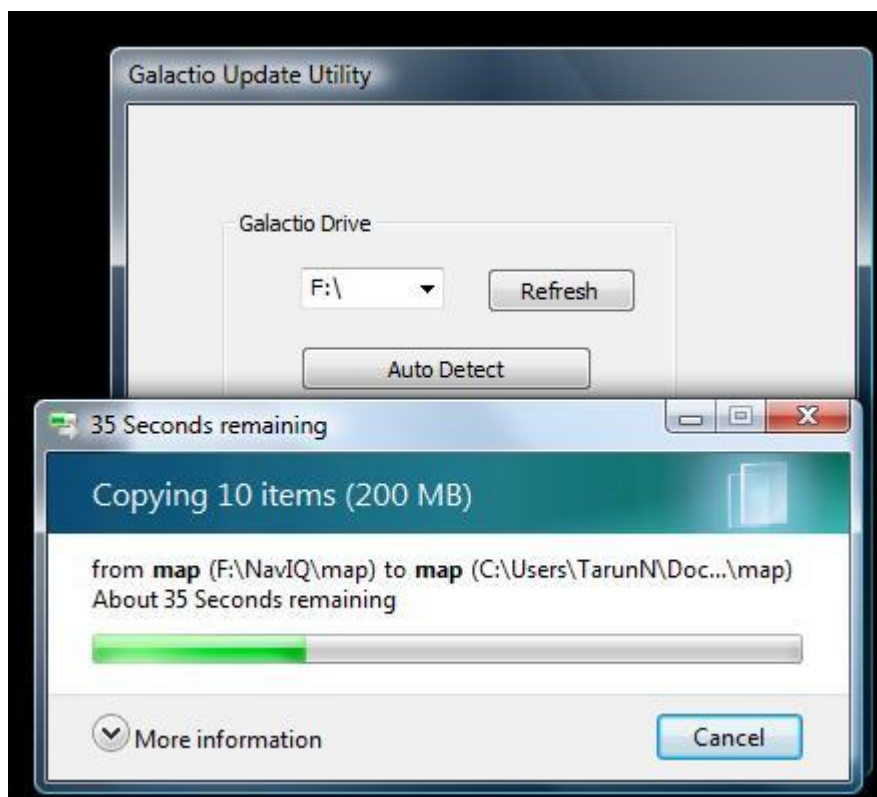 Galactio Update Utility
Galactio Drive
F:\
Refresh
Auto Detect
35 Seconds remaining
Copying 10 items (200 MB)
from map (F:\NavIQ\map) to map (C:\Users\TarunN\Doc...\map)
About 35 Seconds remaining
More information
Cancel